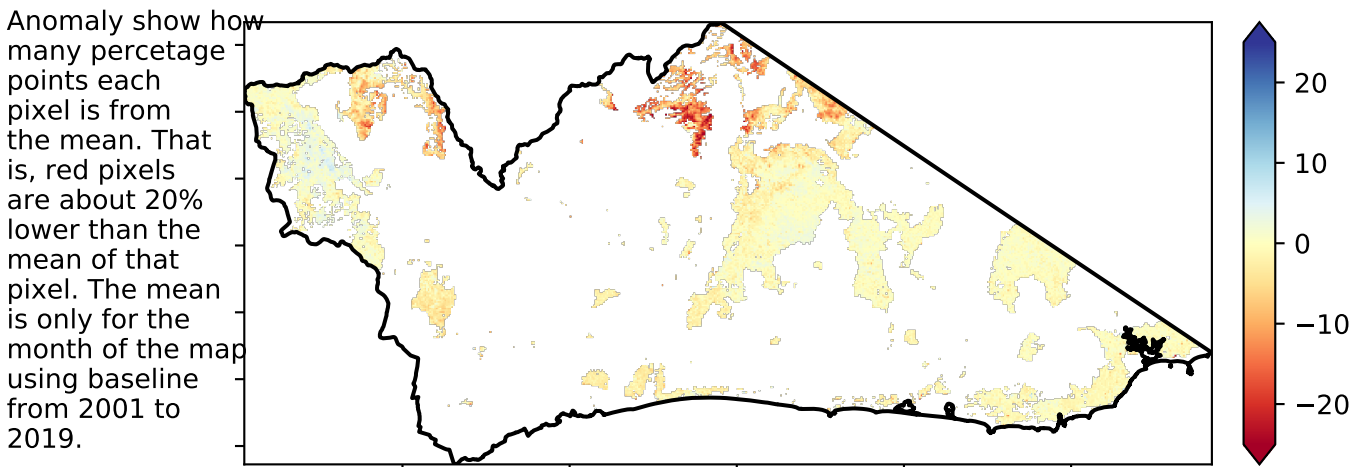 Anomaly show how
many percetage
points each
pixel is from
the mean. That
is, red pixels
are about 20%
lower than the
mean of that
pixel. The mean
is only for the
month of the map
using baseline
from 2001 to
2019.
20
10
0
−10
−20